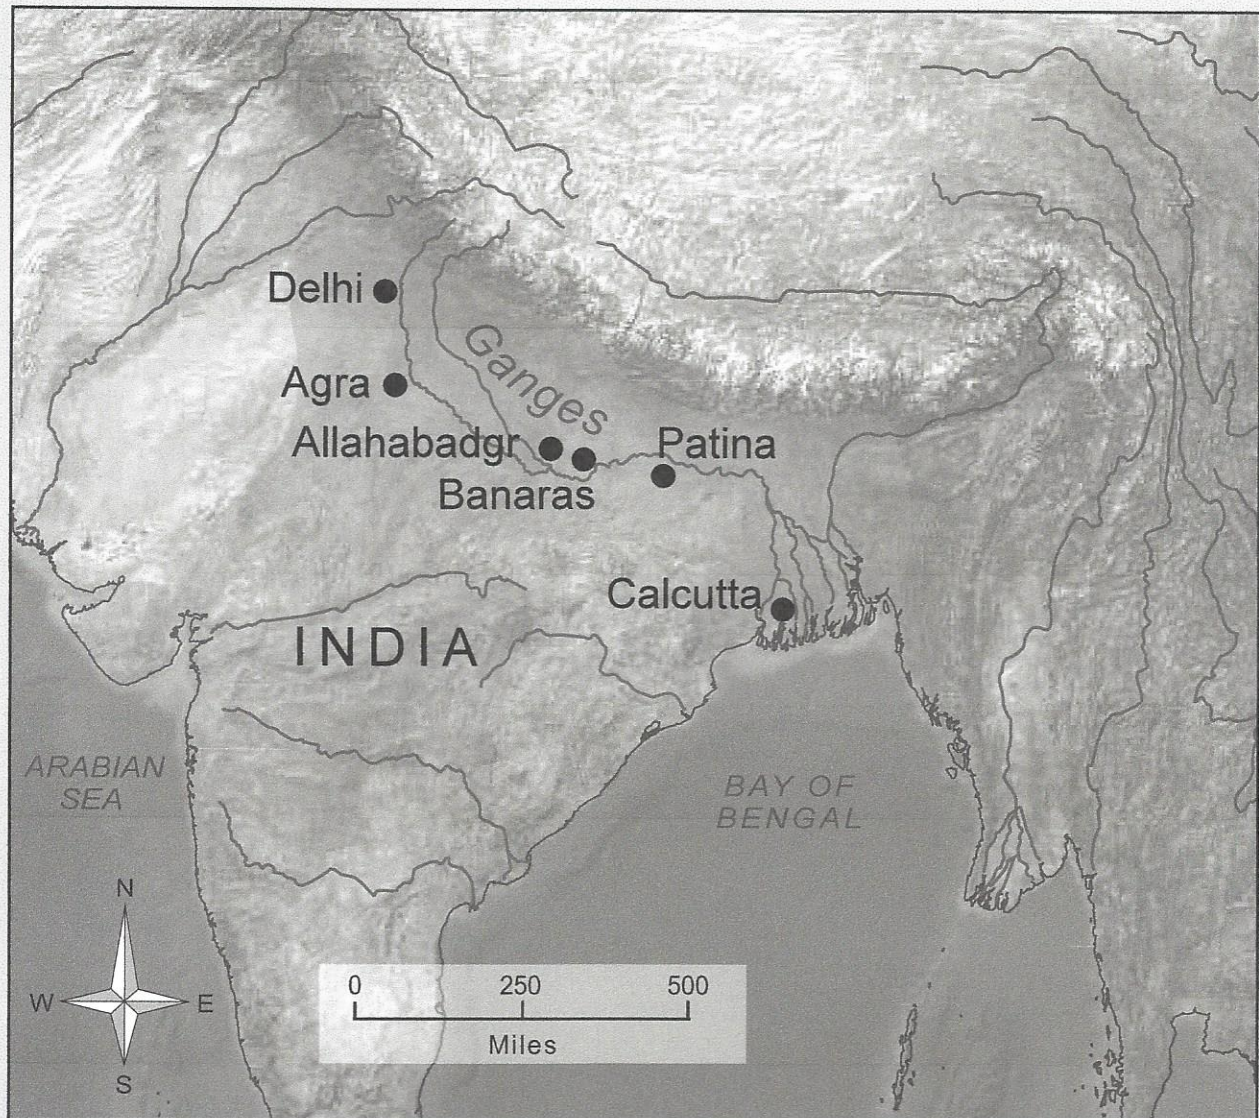 Delhi
Ganges
Agra
Allahabadgr
Patina
Banaras
Calcutta
INDIA
ARABIAN
SEA
BAY OF
BENGAL
N
W E
S
0 250 500
Miles